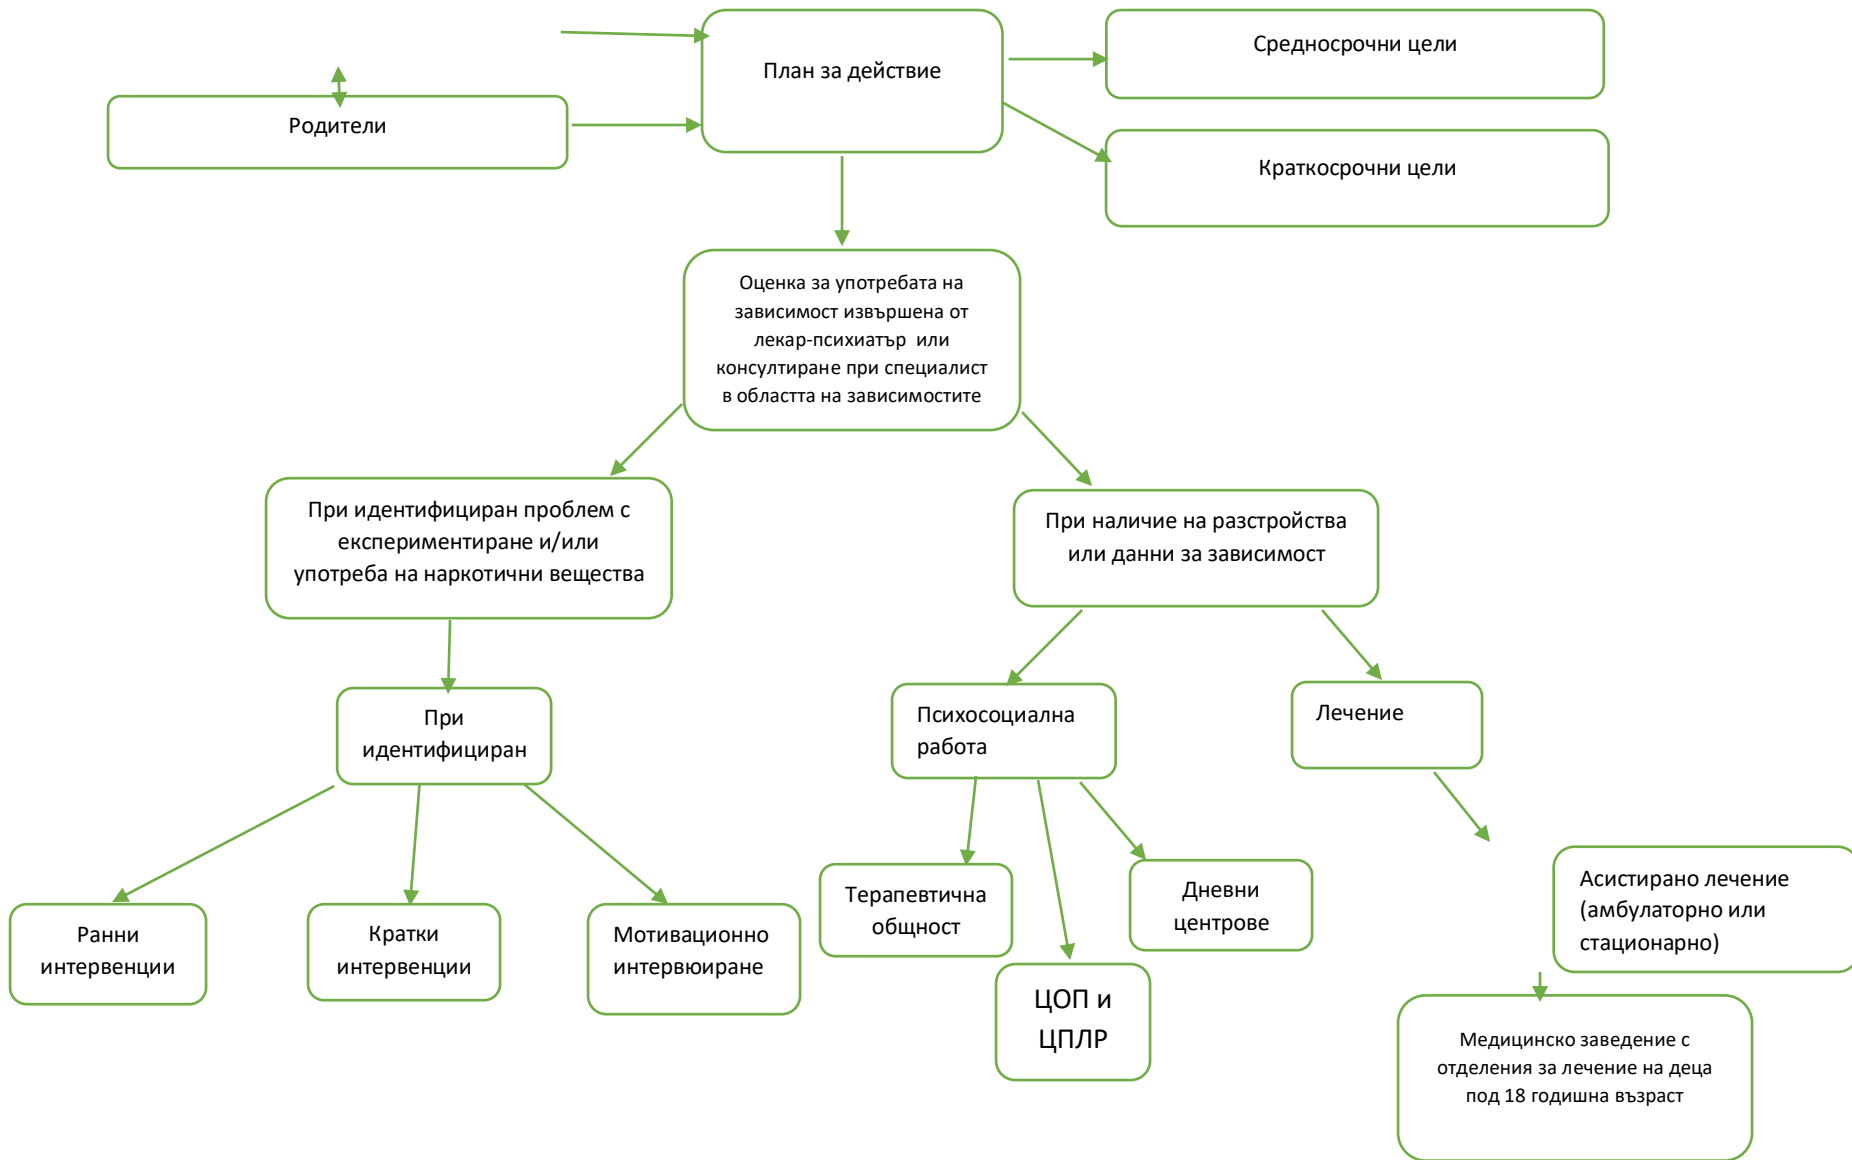 План за действие
Средносрочни цели
Родители
Краткосрочни цели
Оценка за употребата на
зависимост извършена от
лекар-психиатър или
консултиране при специалист
в областта на зависимостите
При идентифициран проблем с
експериментиране и/или
употреба на наркотични вещества
При наличие на разстройства
или данни за зависимост
При
идентифициран
Психосоциална
работа
Лечение
Ранни
интервенции
Кратки
интервенции
Мотивационно
интервюиране
Терапевтична
общност
ЦОП и
ЦПЛР
Дневни
центрове
Асистирано лечение
(амбулаторно или
стационарно)
Медицинско заведение с
отделения за лечение на деца
под 18 годишна възраст